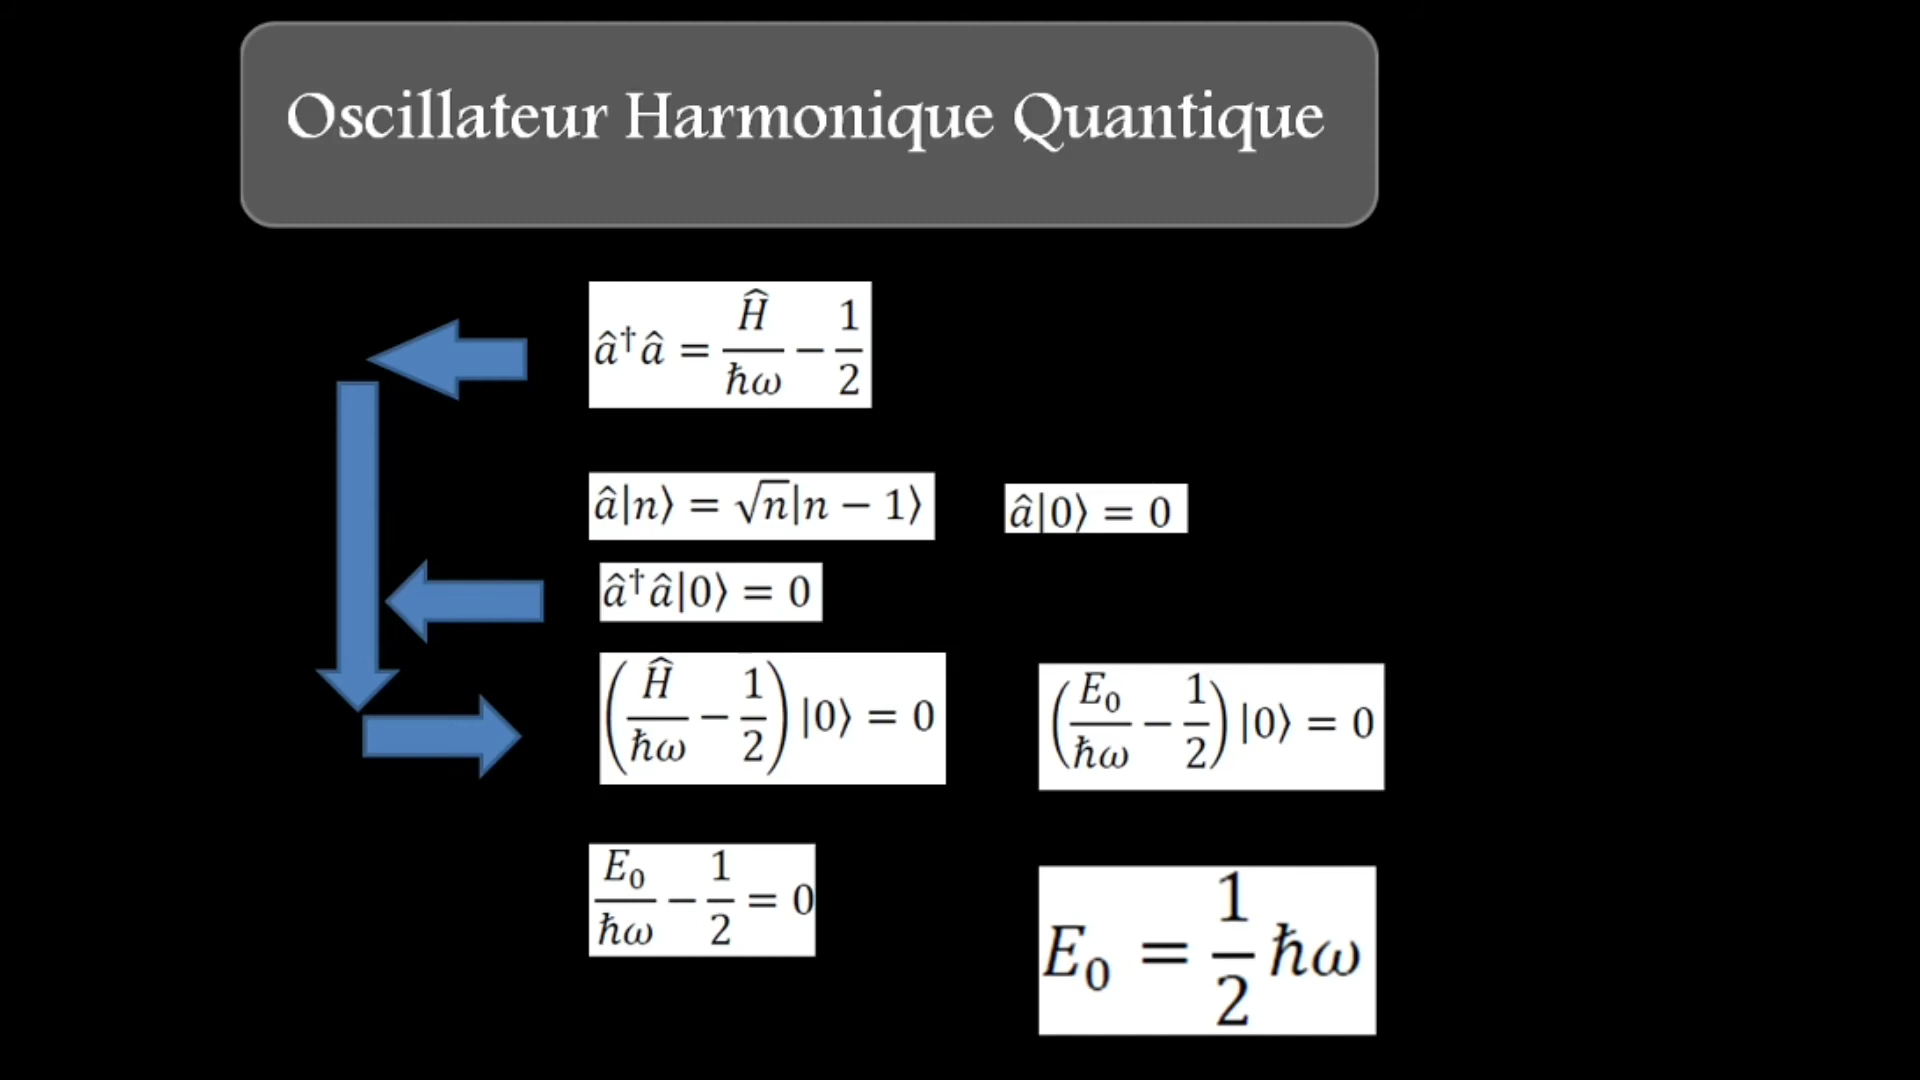 Oscillateur Harmonique Quantique
â†â = Ĥ/ħω − 1/2
â|n⟩ = √n|n − 1⟩
â|0⟩ = 0
â†â|0⟩ = 0
(Ĥ/ħω − 1/2)|0⟩ = 0
(E₀/ħω − 1/2)|0⟩ = 0
E₀/ħω − 1/2 = 0
E₀ = 1/2 ħω